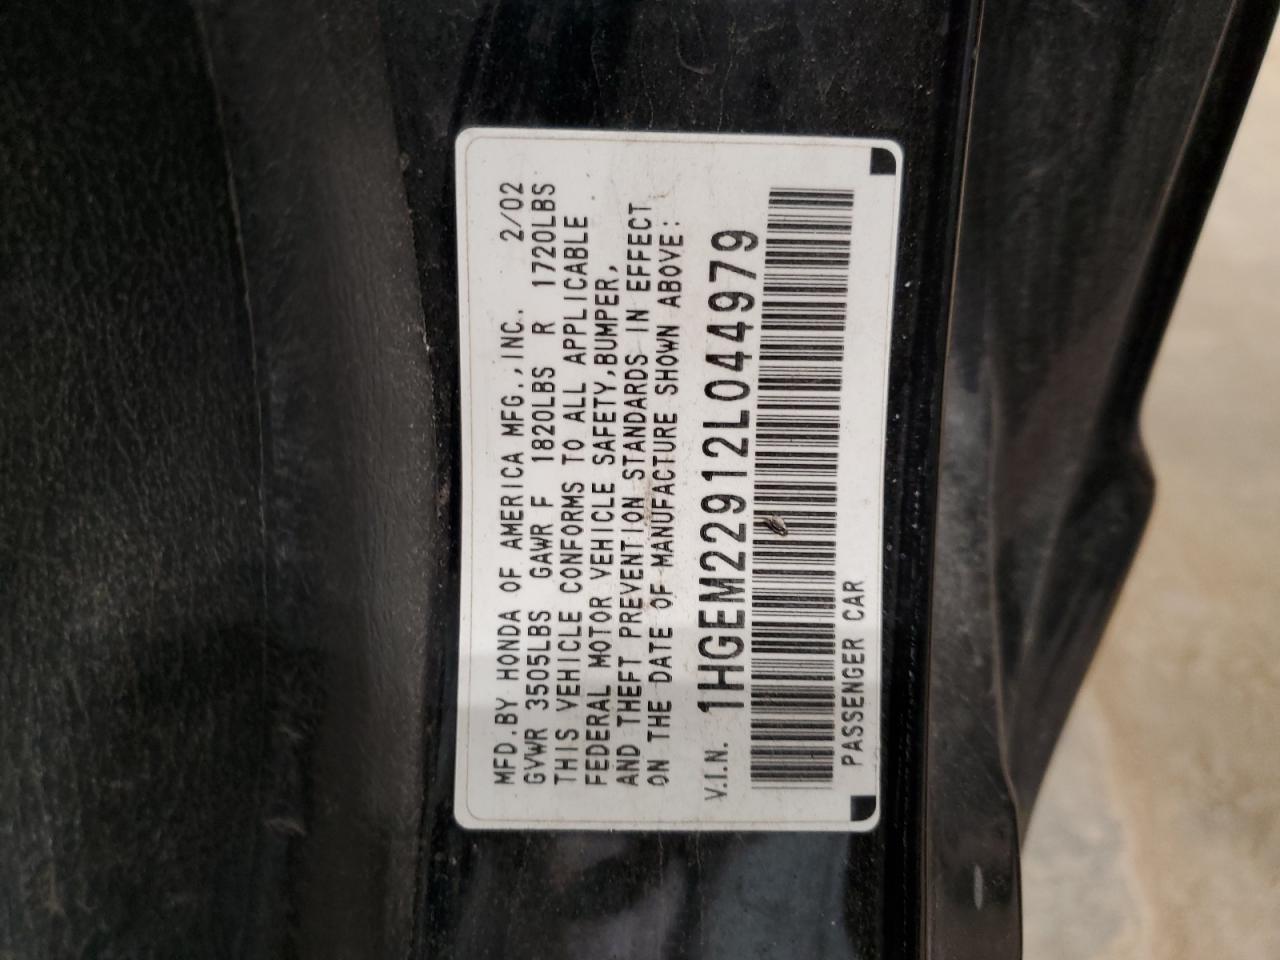 MFD.BY HONDA OF AMERICA MFG.,INC. 2/02
GVWR 3505LBS GAWR F 1820LBS R 1720LBS
THIS VEHICLE CONFORMS TO ALL APPLICABLE
FEDERAL MOTOR VEHICLE SAFETY,BUMPER,
AND THEFT PREVENTION STANDARDS IN EFFECT
ON THE DATE OF MANUFACTURE SHOWN ABOVE:
V.I.N. 1HGEM22912L044979
PASSENGER CAR